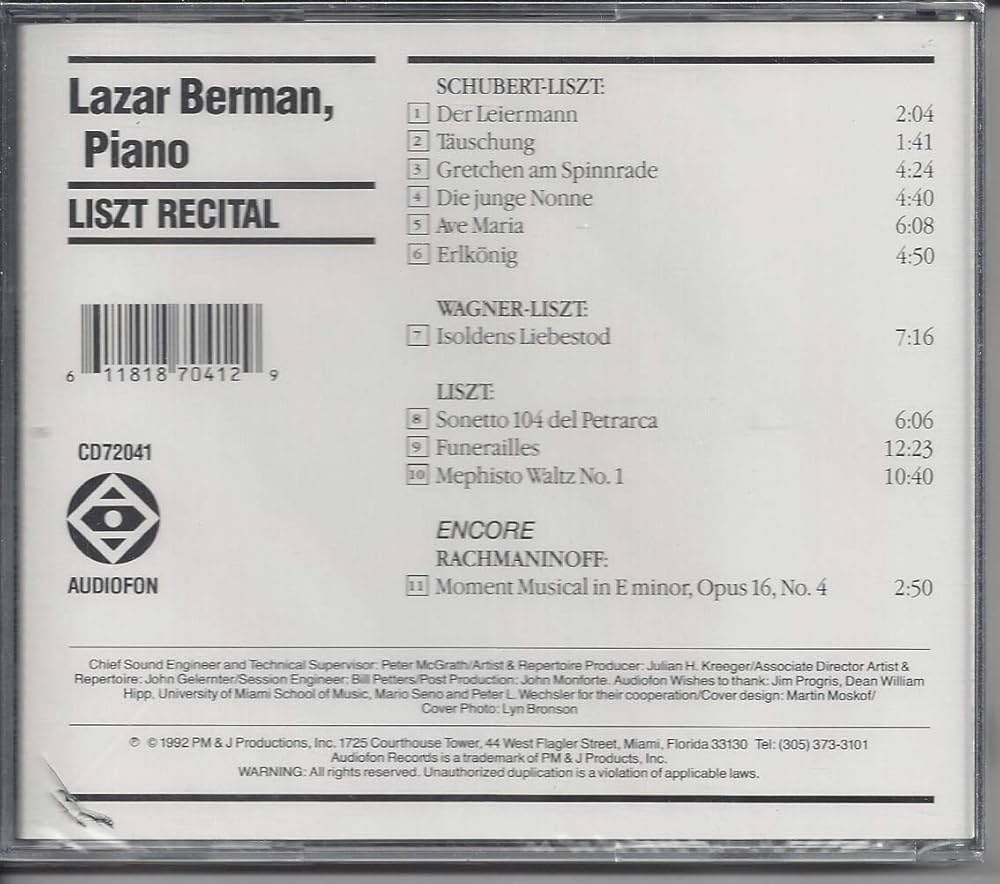 Lazar Berman,
Piano
LISZT RECITAL
6 11818 70412 9
CD72041
AUDIOFON
SCHUBERT-LISZT:
1 Der Leiermann 2:04
2 Täuschung 1:41
3 Gretchen am Spinnrade 4:24
4 Die junge Nonne 4:40
5 Ave Maria 6:08
6 Erlkönig 4:50
WAGNER-LISZT:
7 Isoldens Liebestod 7:16
LISZT:
8 Sonetto 104 del Petrarca 6:06
9 Funerailles 12:23
10 Mephisto Waltz No. 1 10:40
ENCORE
RACHMANINOFF:
11 Moment Musical in E minor, Opus 16, No. 4 2:50
Chief Sound Engineer and Technical Supervisor: Peter McGrath/Artist & Repertoire Producer: Julian H. Kreeger/Associate Director Artist &
Repertoire: John Gelernter/Session Engineer: Bill Petters/Post Production: John Monforte. Audiofon Wishes to thank: Jim Progris, Dean William
Hipp, University of Miami School of Music, Mario Seno and Peter L. Wechsler for their cooperation/Cover design: Martin Moskof/
Cover Photo: Lyn Bronson
℗ © 1992 PM & J Productions, Inc. 1725 Courthouse Tower, 44 West Flagler Street, Miami, Florida 33130 Tel: (305) 373-3101
Audiofon Records is a trademark of PM & J Products, Inc.
WARNING: All rights reserved. Unauthorized duplication is a violation of applicable laws.